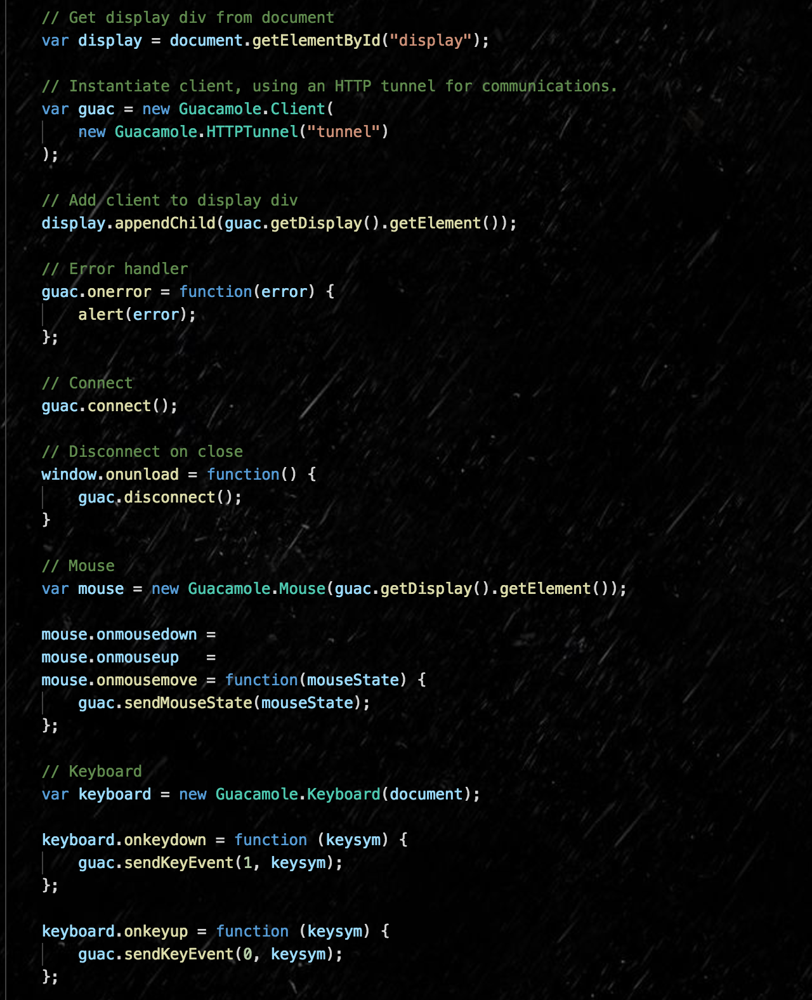 // Get display div from document
var display = document.getElementById("display");
// Instantiate client, using an HTTP tunnel for communications.
var guac = new Guacamole.Client(
    new Guacamole.HTTPTunnel("tunnel")
);
// Add client to display div
display.appendChild(guac.getDisplay().getElement());
// Error handler
guac.onerror = function(error) {
    alert(error);
};
// Connect
guac.connect();
// Disconnect on close
window.onunload = function() {
    guac.disconnect();
}
// Mouse
var mouse = new Guacamole.Mouse(guac.getDisplay().getElement());
mouse.onmousedown =
mouse.onmouseup   =
mouse.onmousemove = function(mouseState) {
    guac.sendMouseState(mouseState);
};
// Keyboard
var keyboard = new Guacamole.Keyboard(document);
keyboard.onkeydown = function (keysym) {
    guac.sendKeyEvent(1, keysym);
};
keyboard.onkeyup = function (keysym) {
    guac.sendKeyEvent(0, keysym);
};